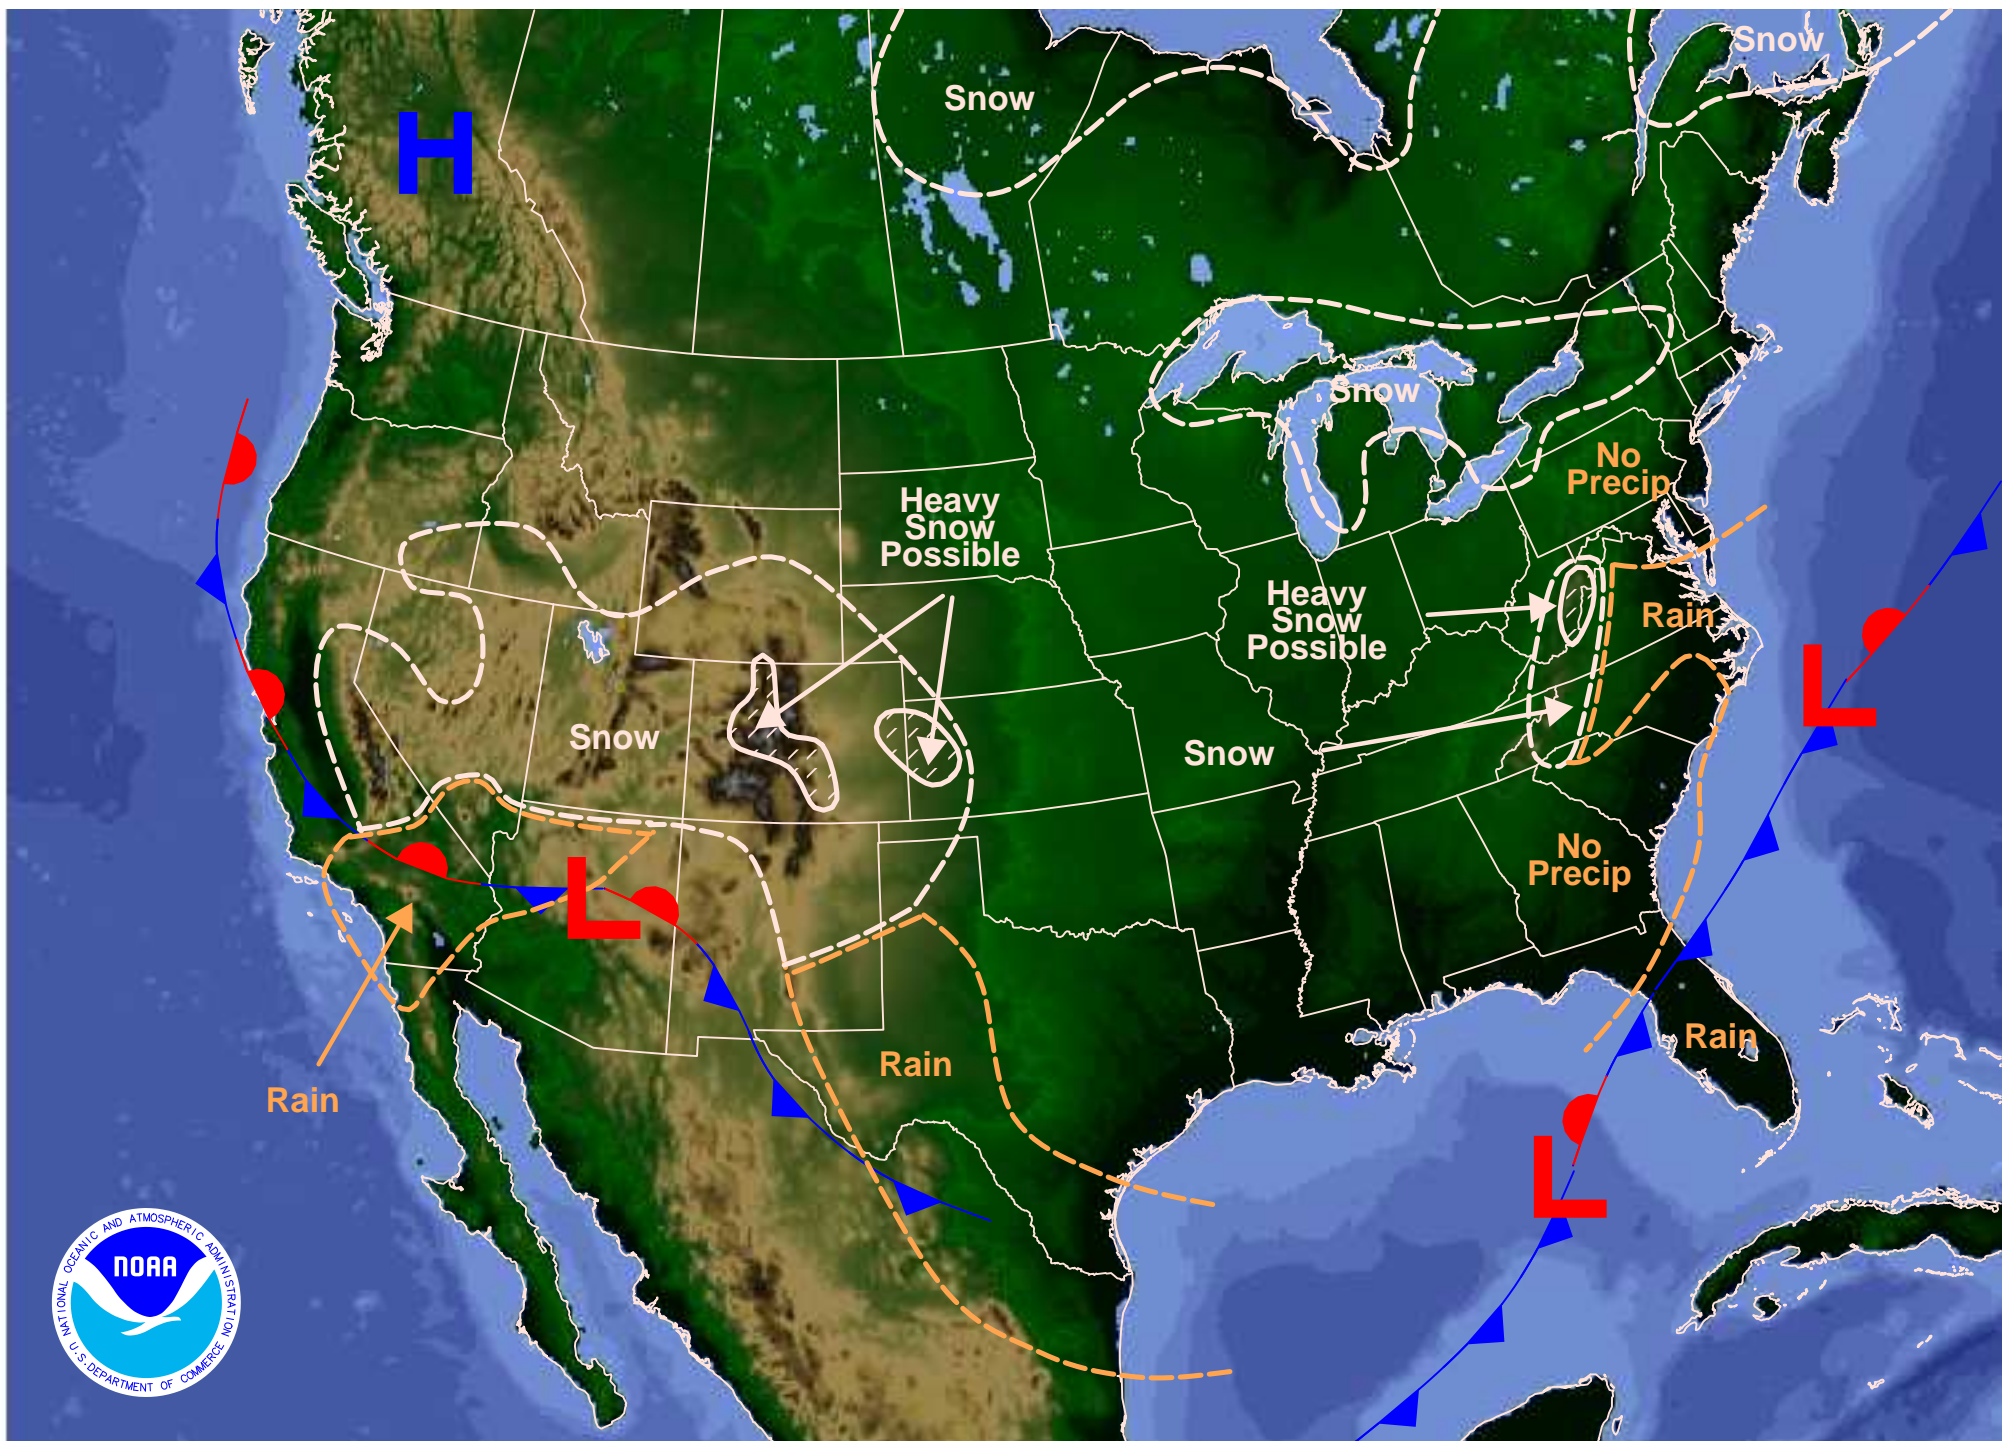 Snow
Snow
H
Snow
No
Precip
Heavy
Snow
Possible
Heavy
Snow
Possible
Rain
L
Snow
Snow
No
Precip
L
Rain
Rain
Rain
L
NATIONAL OCEANIC AND ATMOSPHERIC ADMINISTRATION
NOAA
U.S. DEPARTMENT OF COMMERCE